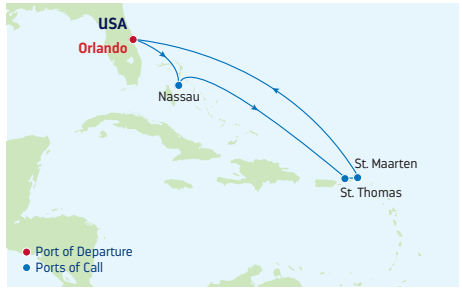 USA
Orlando
Nassau
St. Maarten
St. Thomas
Port of Departure
Ports of Call